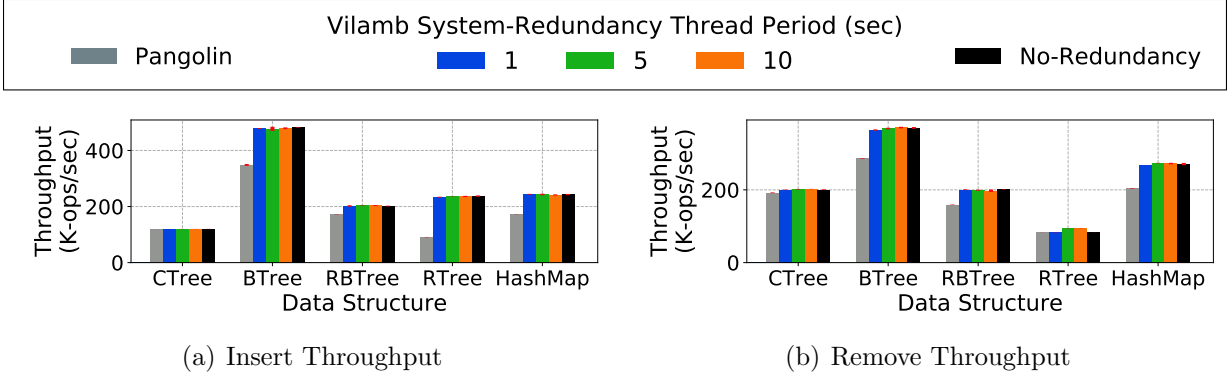 Vilamb System-Redundancy Thread Period (sec)
Pangolin 1 5 10 No-Redundancy
Throughput
(K-ops/sec)
400
200
0
CTree BTree RBTree RTree HashMap
Data Structure
(a) Insert Throughput
Throughput
(K-ops/sec)
200
0
CTree BTree RBTree RTree HashMap
Data Structure
(b) Remove Throughput